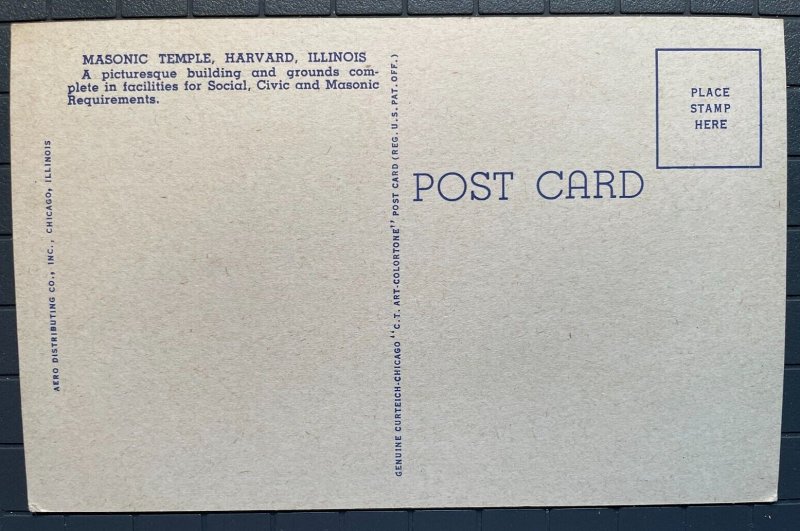 MASONIC TEMPLE, HARVARD, ILLINOIS
A picturesque building and grounds com-
plete in facilities for Social, Civic and Masonic
Requirements.
AERO DISTRIBUTING CO., INC., CHICAGO, ILLINOIS
GENUINE CURTEICH-CHICAGO "C.T. ART-COLORTONE" POST CARD (REG. U.S. PAT. OFF.)
POST CARD
PLACE
STAMP
HERE